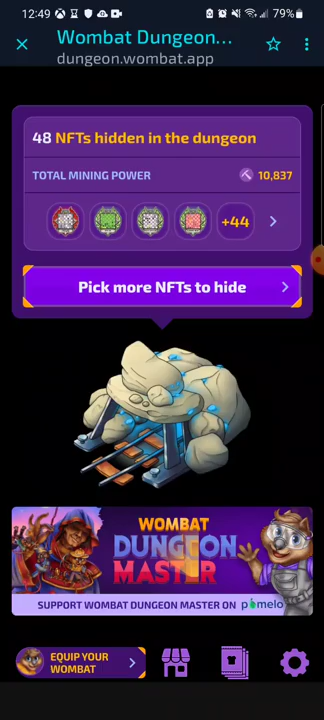 12:49
79%
Wombat Dungeon...
dungeon.wombat.app
48 NFTs hidden in the dungeon
TOTAL MINING POWER 10,837
+44
Pick more NFTs to hide
WOMBAT
DUNGEON
MASTER
SUPPORT WOMBAT DUNGEON MASTER ON pomelo
EQUIP YOUR
WOMBAT